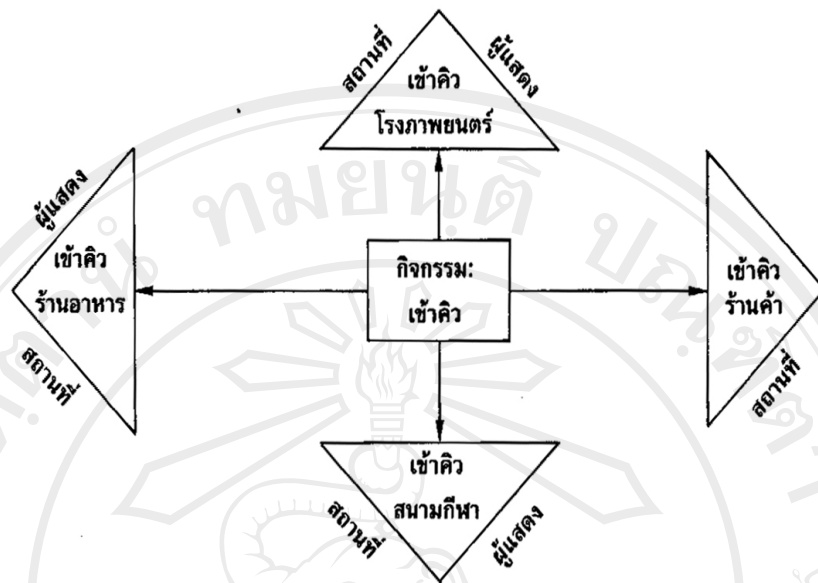 สถานที่
ผู้แสดง
เข้าคิว
โรงภาพยนตร์
ผู้แสดง
เข้าคิว
ร้านอาหาร
สถานที่
กิจกรรม:
เข้าคิว
เข้าคิว
ร้านค้า
สถานที่
เข้าคิว
สนามกีฬา
สถานที่
ผู้แสดง